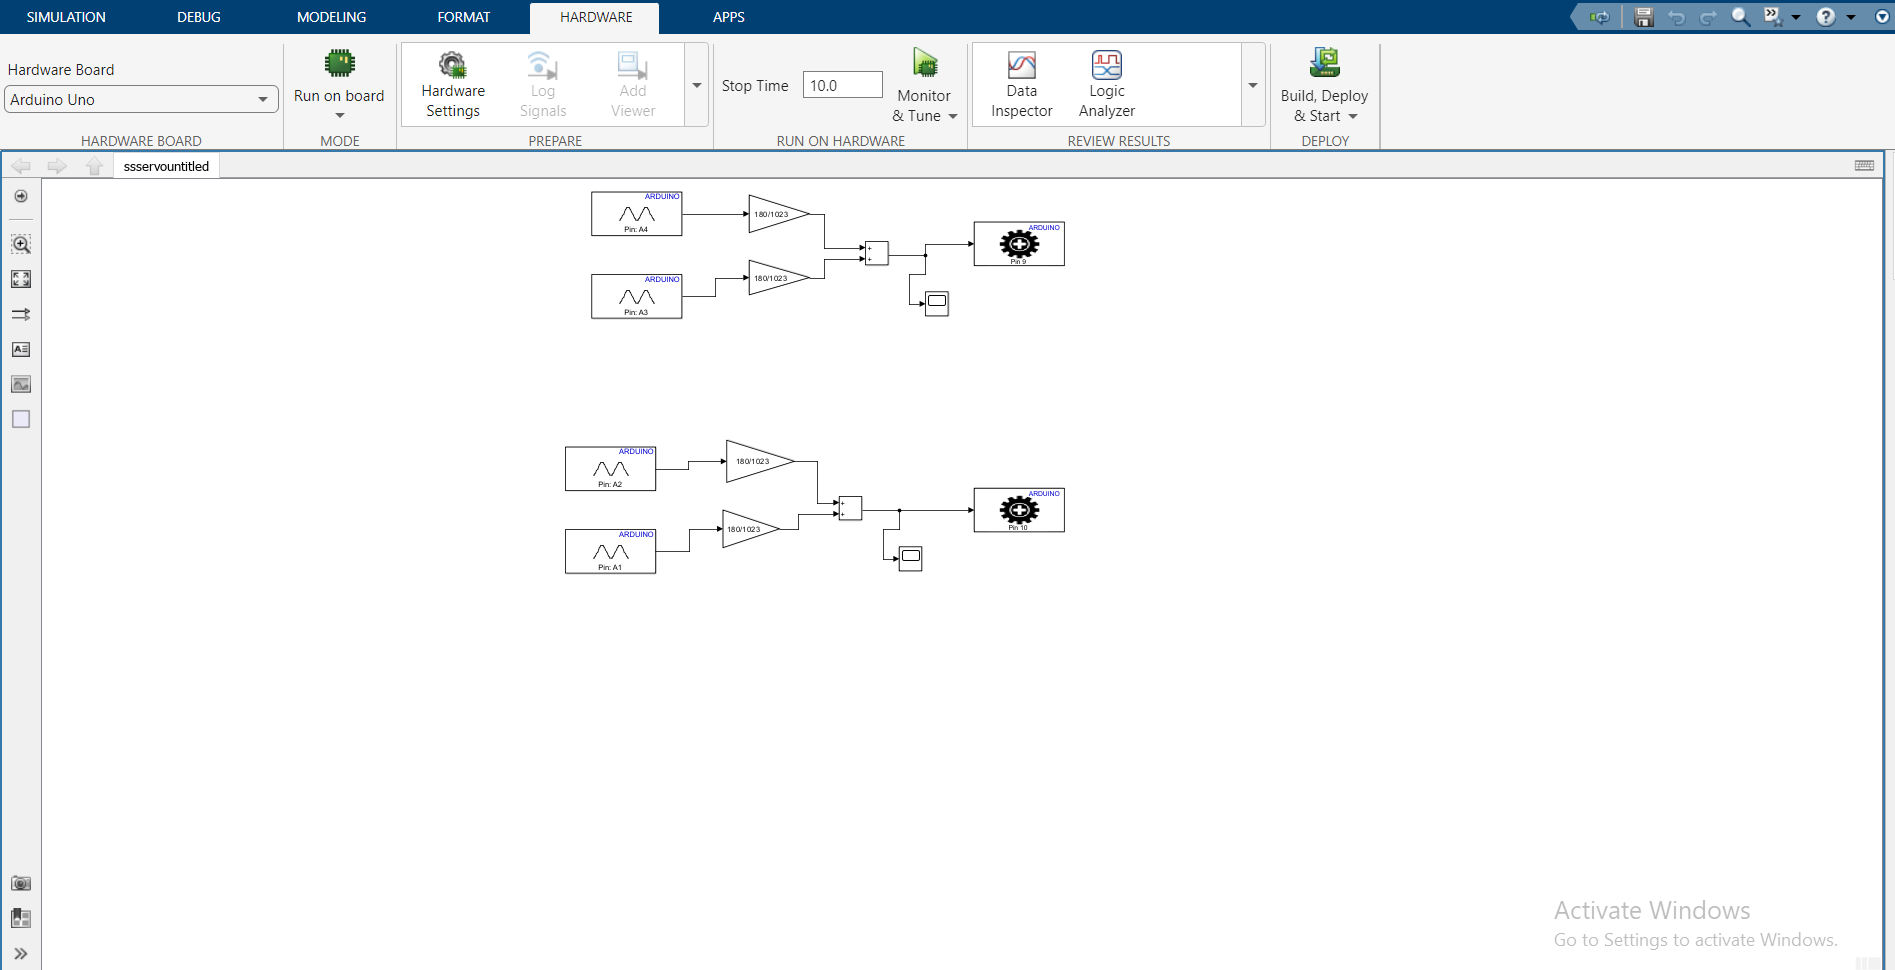 SIMULATION DEBUG MODELING FORMAT HARDWARE APPS
Hardware Board
Arduino Uno
HARDWARE BOARD
Run on board
MODE
Hardware
Settings
Log
Signals
Add
Viewer
PREPARE
Stop Time 10.0
Monitor
& Tune
RUN ON HARDWARE
Data
Inspector
Logic
Analyzer
REVIEW RESULTS
Build, Deploy
& Start
DEPLOY
ssservountitled
ARDUINO
Pin: A4
180/1023
ARDUINO
Pin 9
ARDUINO
Pin: A3
180/1023
ARDUINO
Pin: A2
180/1023
ARDUINO
Pin 10
ARDUINO
Pin: A1
180/1023
Activate Windows
Go to Settings to activate Windows.